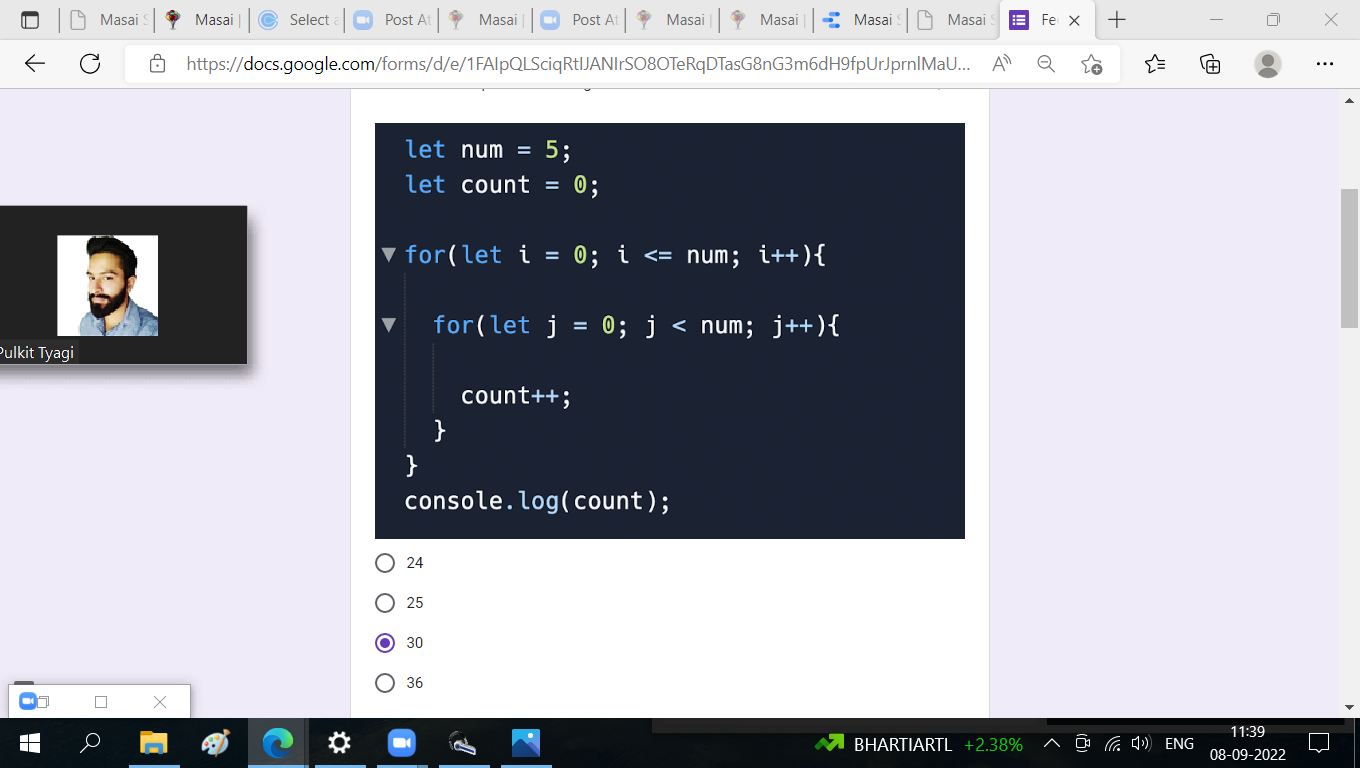 Masai
Masai
Select
Post At
Masai
Post At
Masai
Masai
Masai
Masai
Fe
https://docs.google.com/forms/d/e/1FAIpQLSciqRtIJANIrSO8OTeRqDTasG8nG3m6dH9fpUrJprnlMaU...
let num = 5;
let count = 0;
for(let i = 0; i <= num; i++){
for(let j = 0; j < num; j++){
count++;
}
}
console.log(count);
Pulkit Tyagi
24
25
30
36
BHARTIARTL +2.38%
ENG
11:39
08-09-2022